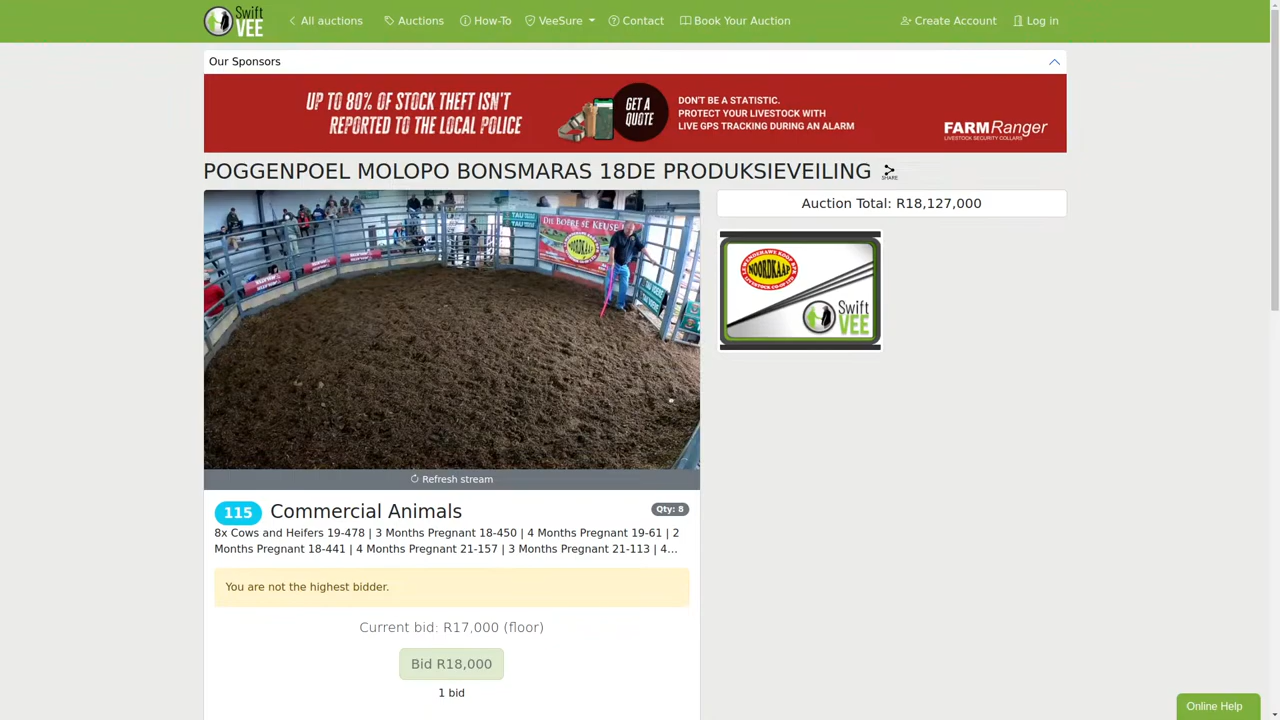 Swift VEE
All auctions
Auctions
How-To
VeeSure
Contact
Book Your Auction
Create Account
Log in
Our Sponsors
UP TO 80% OF STOCK THEFT ISN'T
REPORTED TO THE LOCAL POLICE
GET A
QUOTE
DON'T BE A STATISTIC.
PROTECT YOUR LIVESTOCK WITH
LIVE GPS TRACKING DURING AN ALARM
FARMRanger
LIVESTOCK SECURITY COLLARS
POGGENPOEL MOLOPO BONSMARAS 18DE PRODUKSIEVEILING
SHARE
DIE BOERE SE KEUSE
NOORDKAAP
Auction Total: R18,127,000
NOORDKAAP
Swift
VEE
Refresh stream
115 Commercial Animals
Qty: 8
8x Cows and Heifers 19-478 | 3 Months Pregnant 18-450 | 4 Months Pregnant 19-61 | 2
Months Pregnant 18-441 | 4 Months Pregnant 21-157 | 3 Months Pregnant 21-113 | 4...
You are not the highest bidder.
Current bid: R17,000 (floor)
Bid R18,000
1 bid
Online Help